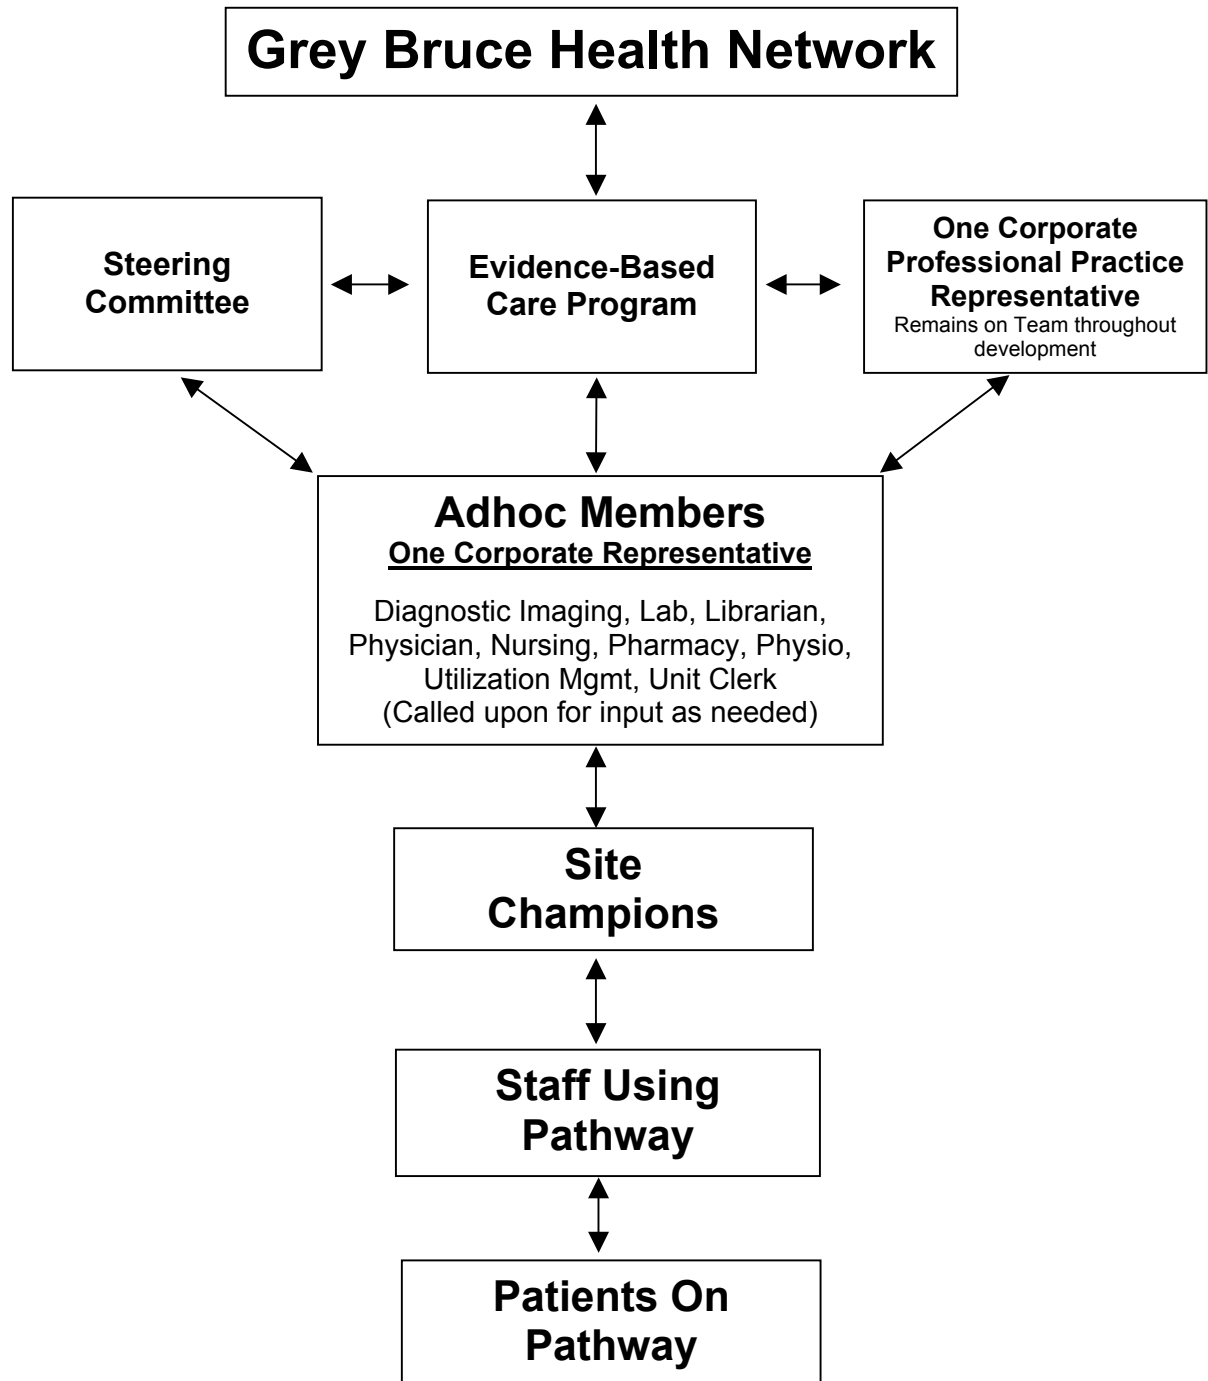 Grey Bruce Health Network
Steering
Committee
Evidence-Based
Care Program
One Corporate
Professional Practice
Representative
Remains on Team throughout
development
Adhoc Members
One Corporate Representative
Diagnostic Imaging, Lab, Librarian,
Physician, Nursing, Pharmacy, Physio,
Utilization Mgmt, Unit Clerk
(Called upon for input as needed)
Site
Champions
Staff Using
Pathway
Patients On
Pathway